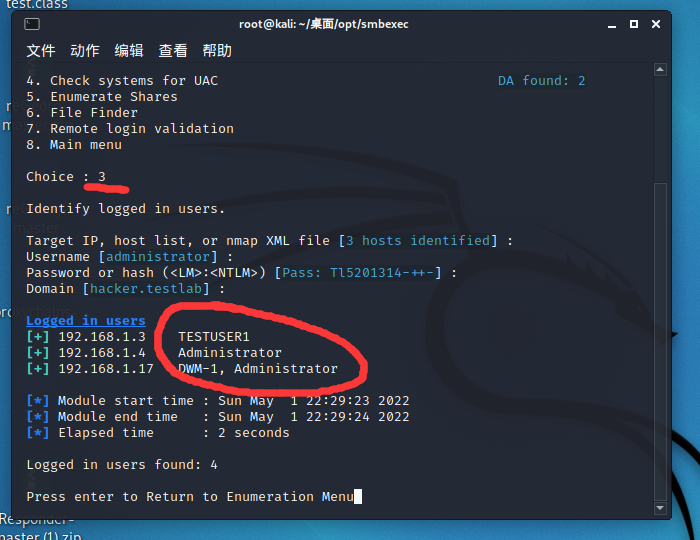 test.class
root@kali: ~/桌面/opt/smbexec
文件 动作 编辑 查看 帮助
4. Check systems for UAC DA found: 2
5. Enumerate Shares
6. File Finder
7. Remote login validation
8. Main menu
Choice : 3
Identify logged in users.
Target IP, host list, or nmap XML file [3 hosts identified] :
Username [administrator] :
Password or hash (<LM>:<NTLM>) [Pass: Tl5201314-++-] :
Domain [hacker.testlab] :
Logged in users
[+] 192.168.1.3 TESTUSER1
[+] 192.168.1.4 Administrator
[+] 192.168.1.17 DWM-1, Administrator
[*] Module start time : Sun May 1 22:29:23 2022
[*] Module end time : Sun May 1 22:29:24 2022
[*] Elapsed time : 2 seconds
Logged in users found: 4
Press enter to Return to Enumeration Menu
Responder-
master (1).zip